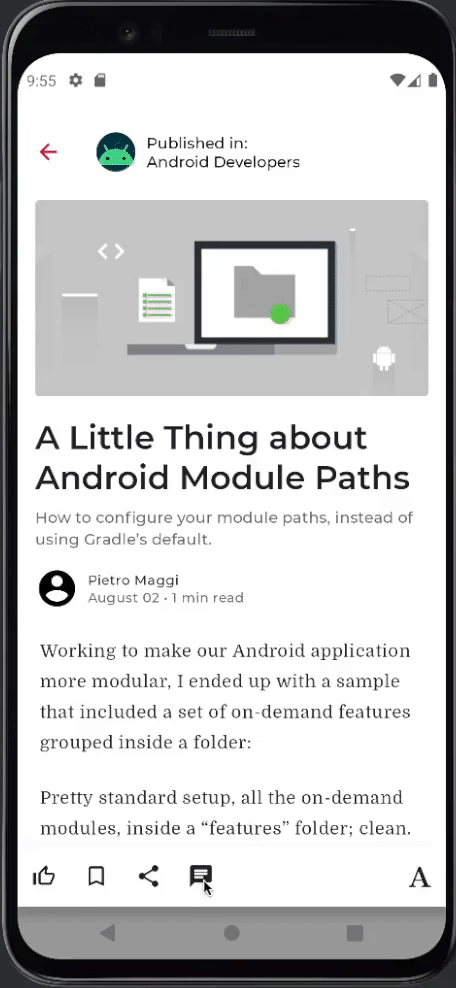 9:55
Published in:
Android Developers
< >
A Little Thing about
Android Module Paths
How to configure your module paths, instead of
using Gradle's default.
Pietro Maggi
August 02 • 1 min read
Working to make our Android application
more modular, I ended up with a sample
that included a set of on-demand features
grouped inside a folder:
Pretty standard setup, all the on-demand
modules, inside a “features” folder; clean.
A